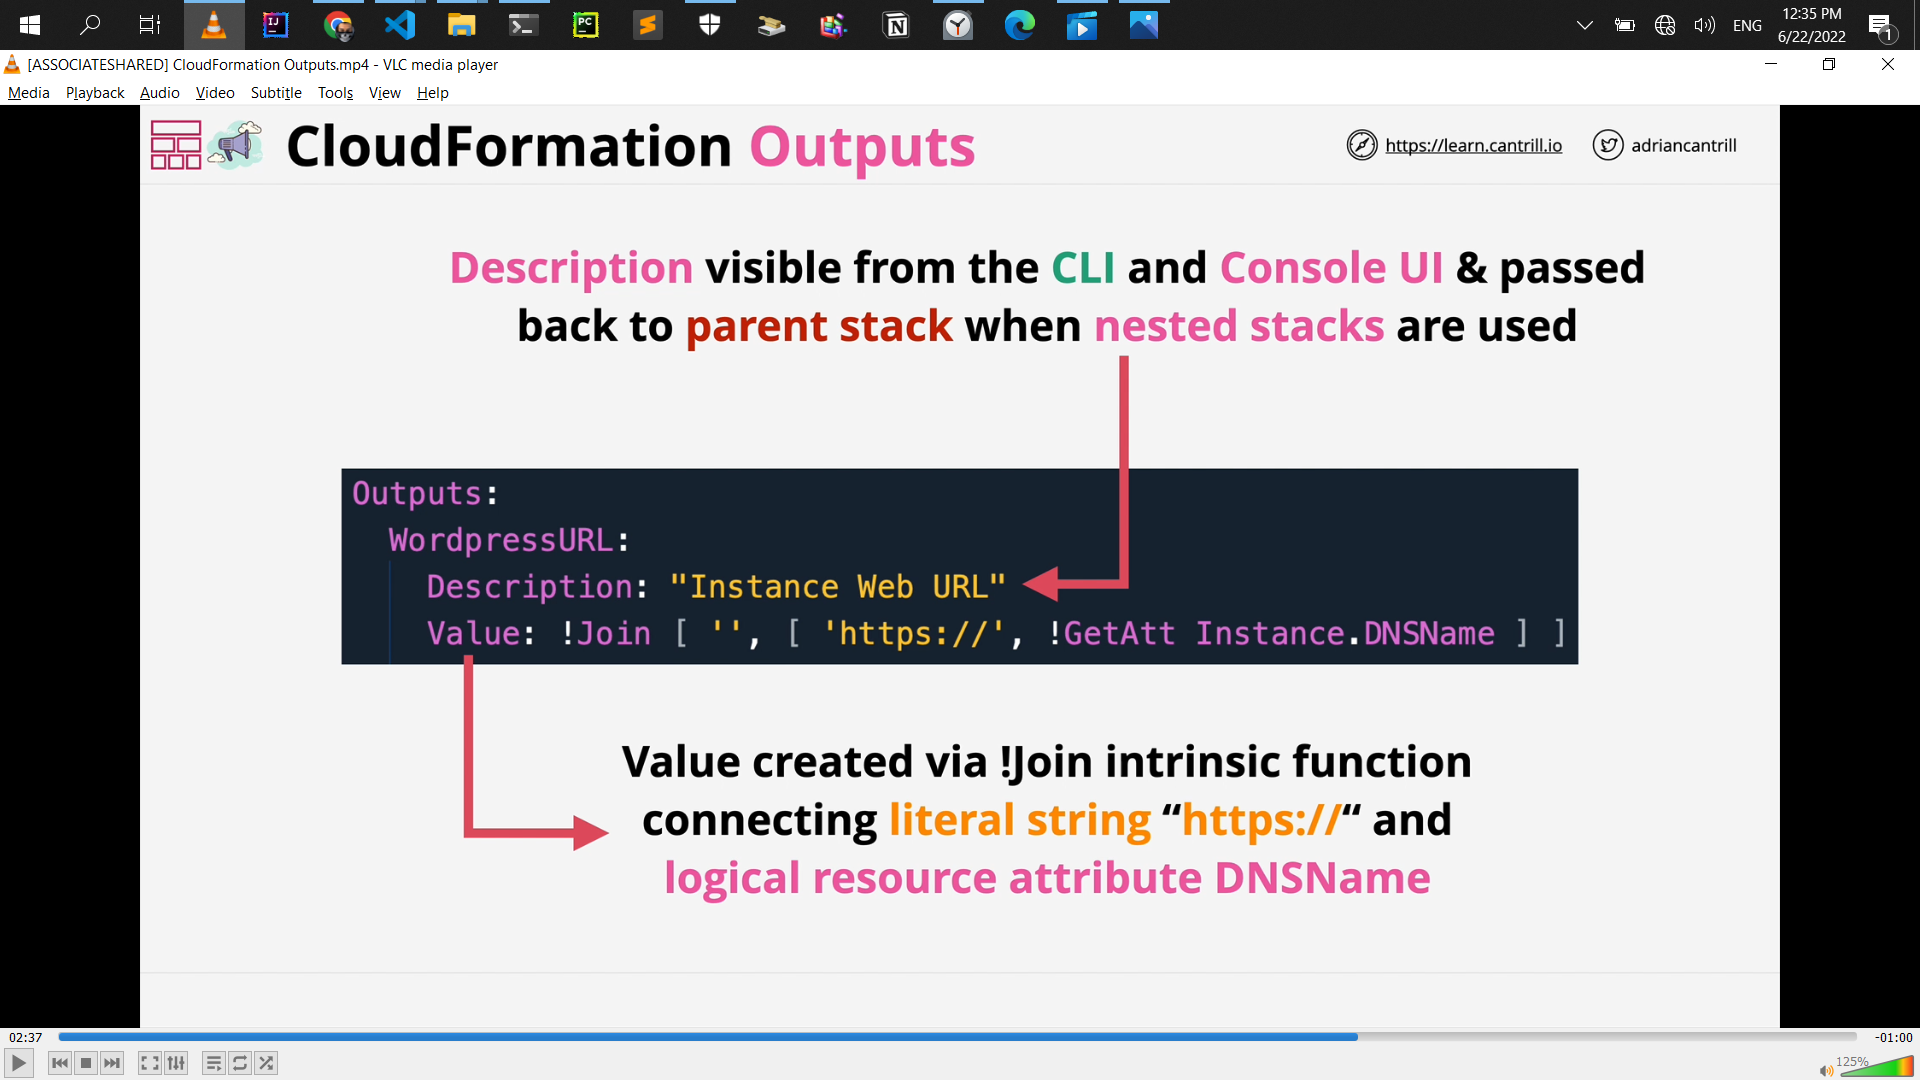 12:35 PM
ENG
6/22/2022
1
[ASSOCIATESHARED] CloudFormation Outputs.mp4 - VLC media player
Media Playback Audio Video Subtitle Tools View Help
CloudFormation Outputs
https://learn.cantrill.io
adriancantrill
Description visible from the CLI and Console UI & passed
back to parent stack when nested stacks are used
Outputs:
WordpressURL:
Description: "Instance Web URL"
Value: !Join [ '', [ 'https://', !GetAtt Instance.DNSName ] ]
Value created via !Join intrinsic function
connecting literal string “https://“ and
logical resource attribute DNSName
02:37
-01:00
125%